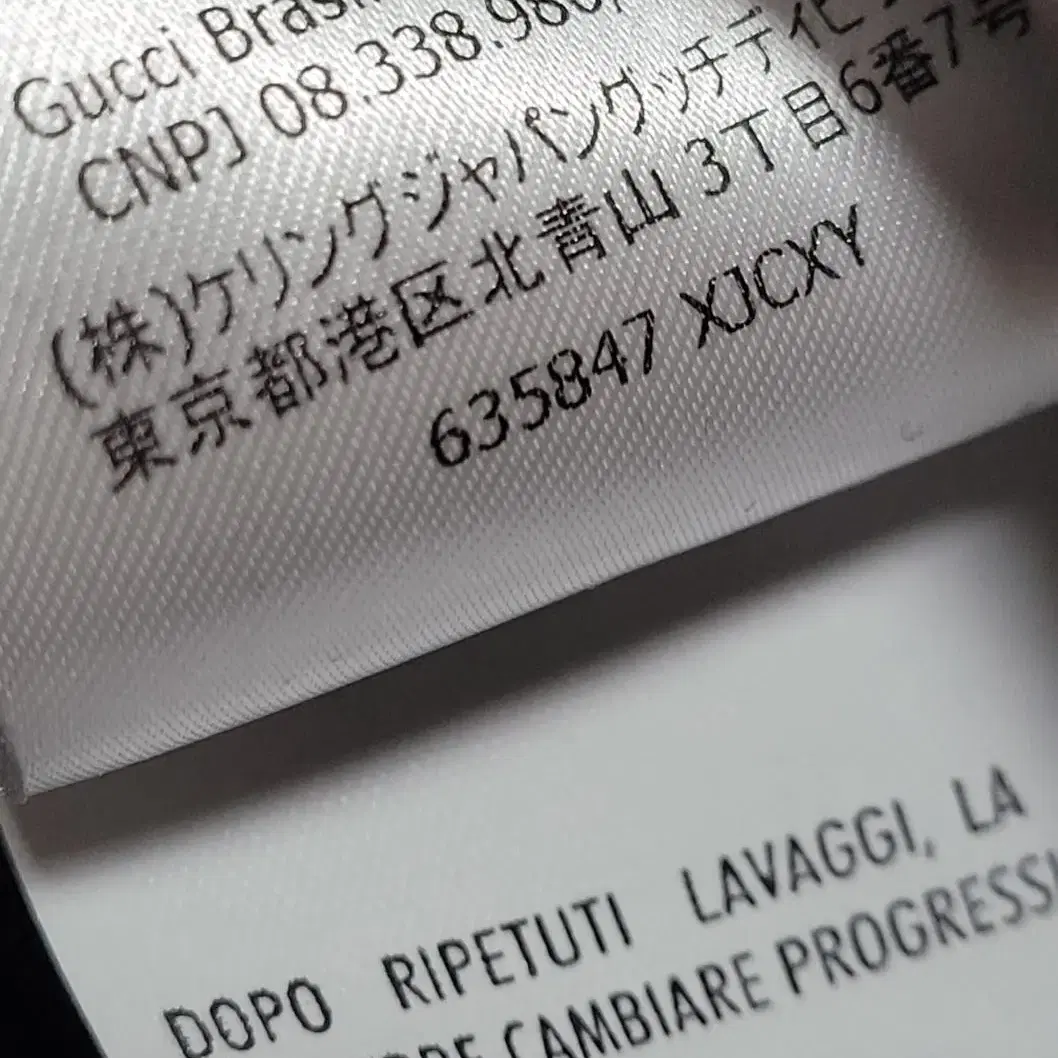 Gucci Bras
CNPJ 08.338.980
(株)ケリングジャパングッチディビ
東京都港区北青山 3丁目6番7号
635847 XJCXY
DOPO RIPETUTI LAVAGGI, LA
CAMBIARE PROGRESSI